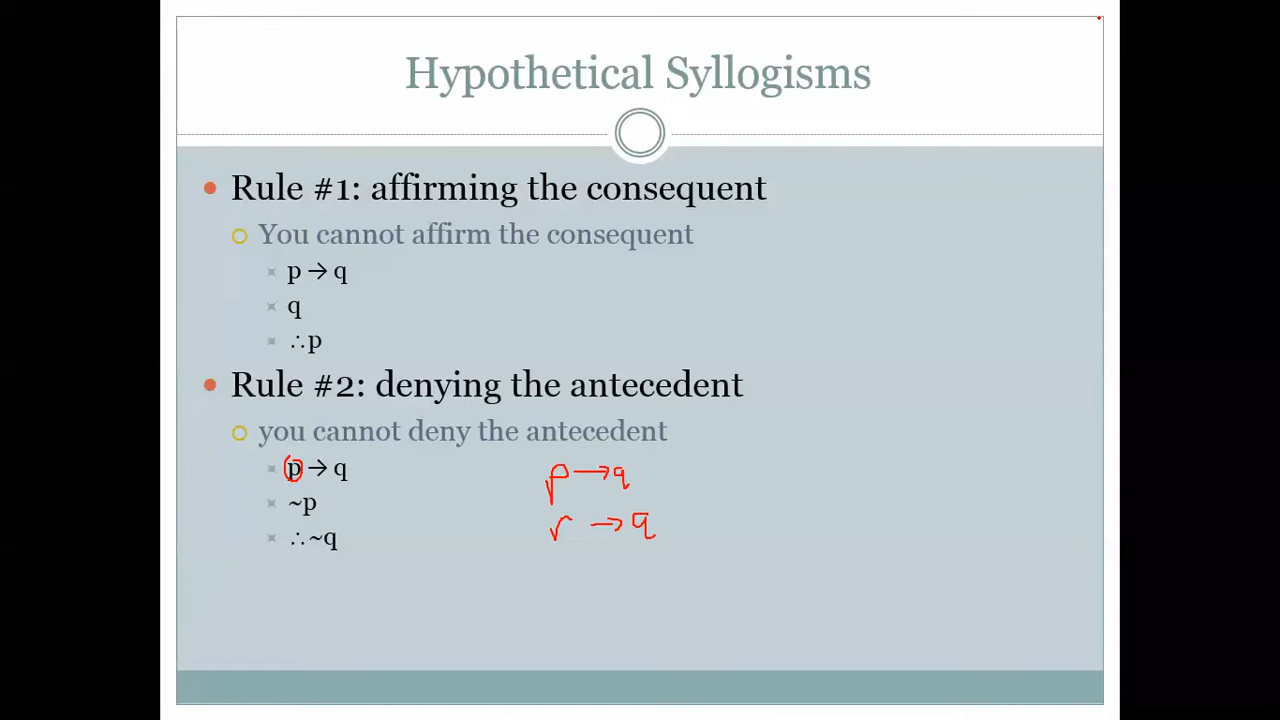 Hypothetical Syllogisms
Rule #1: affirming the consequent
You cannot affirm the consequent
p → q
q
∴p
Rule #2: denying the antecedent
you cannot deny the antecedent
p → q
~p
∴~q
p → q
r → q